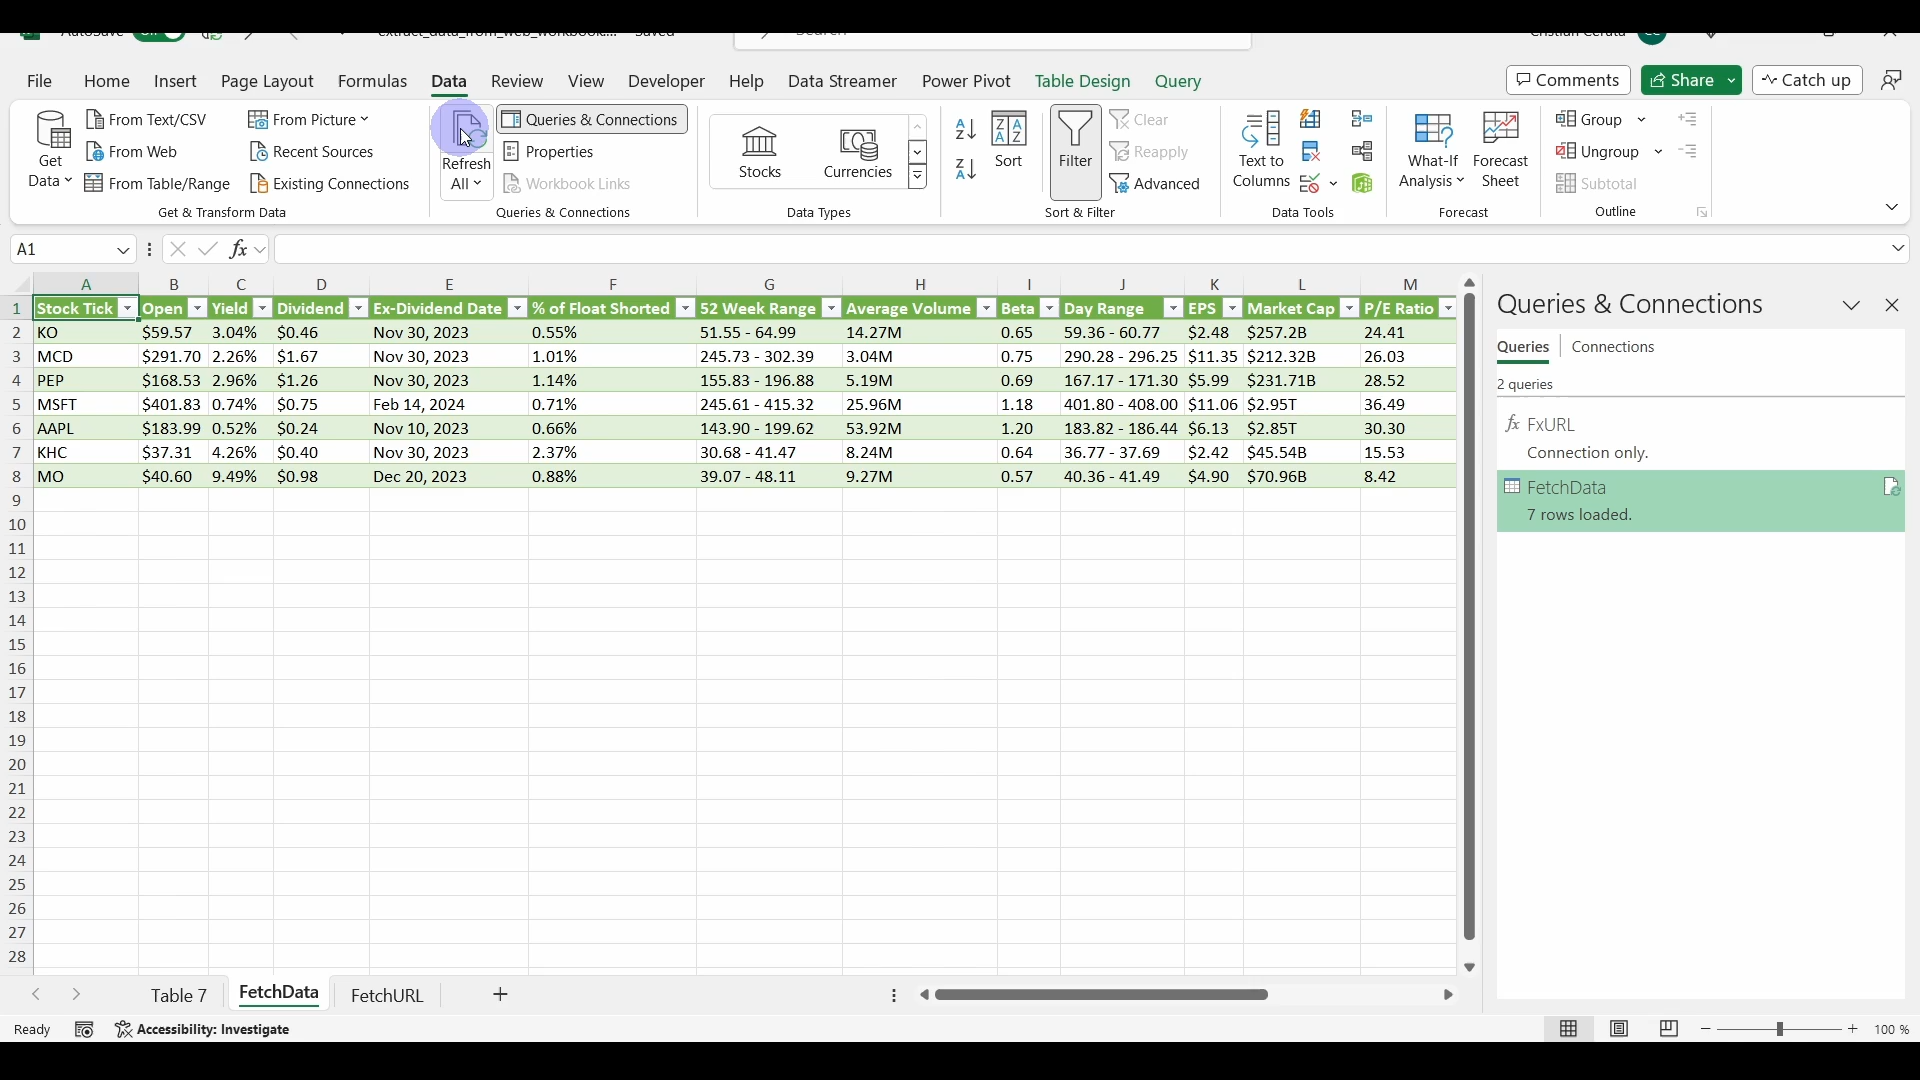 AutoSave extract_data_from_web_workbook... Saved Search Cristian Cerata
File Home Insert Page Layout Formulas Data Review View Developer Help Data Streamer Power Pivot Table Design Query Comments Share Catch up
Get Data
From Text/CSV
From Web
From Table/Range
From Picture
Recent Sources
Existing Connections
Get & Transform Data
Refresh All
Queries & Connections
Properties
Workbook Links
Queries & Connections
Stocks
Currencies
Data Types
Sort
Filter
Clear
Reapply
Advanced
Sort & Filter
Text to Columns
Data Tools
What-If Analysis
Forecast Sheet
Forecast
Group
Ungroup
Subtotal
Outline
A1 fx
A B C D E F G H I J K L M
1 Stock Tick Open Yield Dividend Ex-Dividend Date % of Float Shorted 52 Week Range Average Volume Beta Day Range EPS Market Cap P/E Ratio
2 KO $59.57 3.04% $0.46 Nov 30, 2023 0.55% 51.55 - 64.99 14.27M 0.65 59.36 - 60.77 $2.48 $257.2B 24.41
3 MCD $291.70 2.26% $1.67 Nov 30, 2023 1.01% 245.73 - 302.39 3.04M 0.75 290.28 - 296.25 $11.35 $212.32B 26.03
4 PEP $168.53 2.96% $1.26 Nov 30, 2023 1.14% 155.83 - 196.88 5.19M 0.69 167.17 - 171.30 $5.99 $231.71B 28.52
5 MSFT $401.83 0.74% $0.75 Feb 14, 2024 0.71% 245.61 - 415.32 25.96M 1.18 401.80 - 408.00 $11.06 $2.95T 36.49
6 AAPL $183.99 0.52% $0.24 Nov 10, 2023 0.66% 143.90 - 199.62 53.92M 1.20 183.82 - 186.44 $6.13 $2.85T 30.30
7 KHC $37.31 4.26% $0.40 Nov 30, 2023 2.37% 30.68 - 41.47 8.24M 0.64 36.77 - 37.69 $2.42 $45.54B 15.53
8 MO $40.60 9.49% $0.98 Dec 20, 2023 0.88% 39.07 - 48.11 9.27M 0.57 40.36 - 41.49 $4.90 $70.96B 8.42
9
10
11
12
13
14
15
16
17
18
19
20
21
22
23
24
25
26
27
28
Queries & Connections
Queries Connections
2 queries
fx FxURL
Connection only.
FetchData
7 rows loaded.
Table 7 FetchData FetchURL
Ready Accessibility: Investigate 100 %